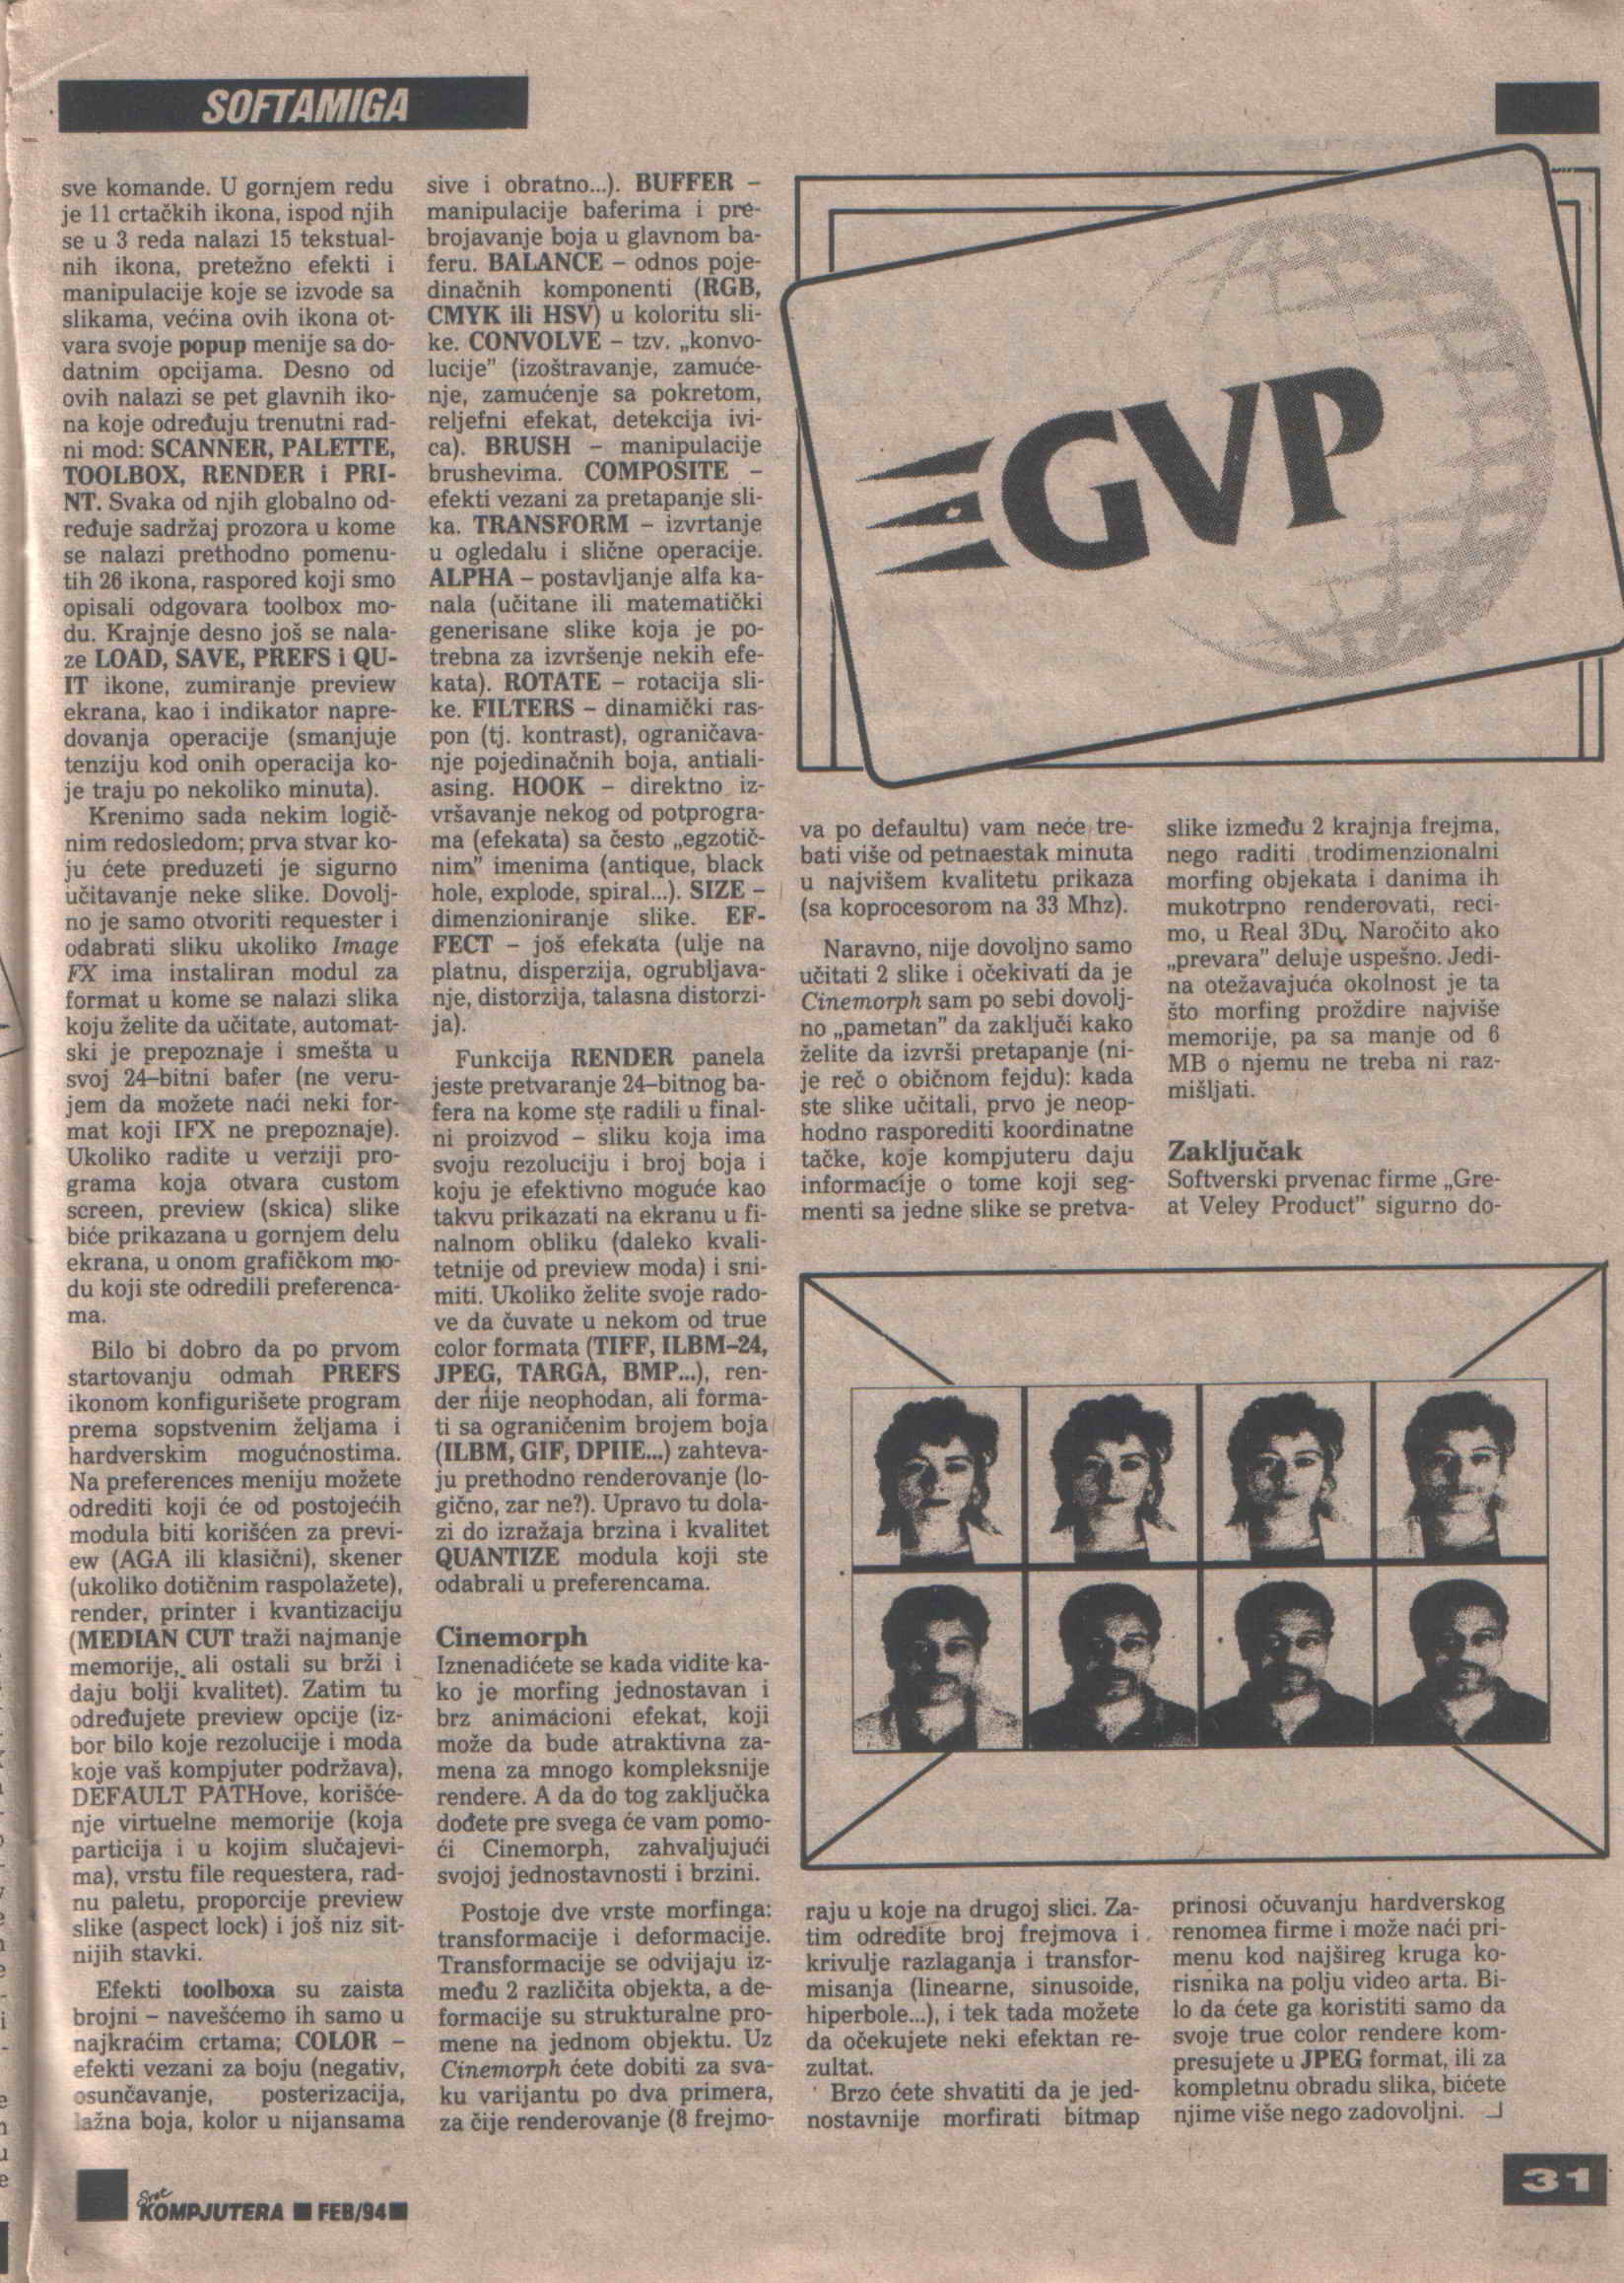 SOFTAMIGA
sve komande. U gornjem redu
je 11 crtačkih ikona, ispod njih
se u 3 reda nalazi 15 tekstual-
nih ikona, pretežno efekti i
manipulacije koje se izvode sa
slikama, većina ovih ikona ot-
vara svoje popup menije sa do-
datnim opcijama. Desno od
ovih nalazi se pet glavnih iko-
na koje određuju trenutni rad-
ni mod: SCANNER, PALETTE,
TOOLBOX, RENDER i PRI-
NT. Svaka od njih globalno od-
ređuje sadržaj prozora u kome
se nalazi prethodno pomenu-
tih 26 ikona, raspored koji smo
opisali odgovara toolbox mo-
du. Krajnje desno još se nala-
ze LOAD, SAVE, PREFS i QU-
IT ikone, zumiranje preview
ekrana, kao i indikator napre-
dovanja operacije (smanjuje
tenziju kod onih operacija ko-
je traju po nekoliko minuta).
Krenimo sada nekim logič-
nim redosledom; prva stvar ko-
ju ćete preduzeti je sigurno
učitavanje neke slike. Dovolj-
no je samo otvoriti requester i
odabrati sliku ukoliko Image
FX ima instaliran modul za
format u kome se nalazi slika
koju želite da učitate, automat-
ski je prepoznaje i smešta u
svoj 24-bitni bafer (ne veru-
jem da možete naći neki for-
mat koji IFX ne prepoznaje).
Ukoliko radite u verziji pro-
grama koja otvara custom
screen, preview (skica) slike
biće prikazana u gornjem delu
ekrana, u onom grafičkom mo-
du koji ste odredili preferenca-
ma.
Bilo bi dobro da po prvom
startovanju odmah PREFS
ikonom konfigurišete program
prema sopstvenim željama i
hardverskim mogućnostima.
Na preferences meniju možete
odrediti koji će od postojećih
modula biti korišćen za previ-
ew (AGA ili klasični), skener
(ukoliko dotičnim raspolažete),
render, printer i kvantizaciju
(MEDIAN CUT traži najmanje
memorije, ali ostali su brži i
daju bolji kvalitet). Zatim tu
određujete preview opcije (iz-
bor bilo koje rezolucije i moda
koje vaš kompjuter podržava),
DEFAULT PATHove, korišće-
nje virtuelne memorije (koja
particija i u kojim slučajevi-
ma), vrstu file requestera, rad-
nu paletu, proporcije preview
slike (aspect lock) i još niz sit-
nijih stavki.
Efekti toolboxa su zaista
brojni – navešćemo ih samo u
najkraćim crtama; COLOR –
efekti vezani za boju (negativ,
osunčavanje, posterizacija,
lažna boja, kolor u nijansama
sive i obratno...). BUFFER –
manipulacije baferima i pre-
brojavanje boja u glavnom ba-
feru. BALANCE – odnos poje-
dinačnih komponenti (RGB,
CMYK ili HSV) u koloritu sli-
ke. CONVOLVE – tzv. „konvo-
lucije” (izoštravanje, zamuće-
nje, zamućenje sa pokretom,
reljefni efekat, detekcija ivi-
ca). BRUSH – manipulacije
brushevima. COMPOSITE –
efekti vezani za pretapanje sli-
ka. TRANSFORM – izvrtanje
u ogledalu i slične operacije.
ALPHA – postavljanje alfa ka-
nala (učitane ili matematički
generisane slike koja je po-
trebna za izvršenje nekih efe-
kata). ROTATE – rotacija sli-
ke. FILTERS – dinamički ras-
pon (tj. kontrast), ograničava-
nje pojedinačnih boja, antiali-
asing. HOOK – direktno iz-
vršavanje nekog od potprogra-
ma (efekata) sa često „egzotič-
nim” imenima (antique, black
hole, explode, spiral...). SIZE –
dimenzioniranje slike. EF-
FECT – još efekata (ulje na
platnu, disperzija, ogrubljava-
nje, distorzija, talasna distorzi-
ja).
Funkcija RENDER panela
jeste pretvaranje 24-bitnog ba-
fera na kome ste radili u final-
ni proizvod – sliku koja ima
svoju rezoluciju i broj boja i
koju je efektivno moguće kao
takvu prikazati na ekranu u fi-
nalnom obliku (daleko kvali-
tetnije od preview moda) i sni-
miti. Ukoliko želite svoje rado-
ve da čuvate u nekom od true
color formata (TIFF, ILBM-24,
JPEG, TARGA, BMP...), ren-
der nije neophodan, ali forma-
ti sa ograničenim brojem boja
(ILBM, GIF, DPIIE...) zahteva-
ju prethodno renderovanje (lo-
gično, zar ne?). Upravo tu dola-
zi do izražaja brzina i kvalitet
QUANTIZE modula koji ste
odabrali u preferencama.
Cinemorph
Iznenadićete se kada vidite ka-
ko je morfing jednostavan i
brz animacioni efekat, koji
može da bude atraktivna za-
mena za mnogo kompleksnije
rendere. A da do tog zaključka
dođete pre svega će vam pomo-
ći Cinemorph, zahvaljujući
svojoj jednostavnosti i brzini.
Postoje dve vrste morfinga:
transformacije i deformacije.
Transformacije se odvijaju iz-
među 2 različita objekta, a de-
formacije su strukturalne pro-
mene na jednom objektu. Uz
Cinemorph ćete dobiti za sva-
ku varijantu po dva primera,
za čije renderovanje (8 frejmo-
GVP
va po defaultu) vam neće tre-
bati više od petnaestak minuta
u najvišem kvalitetu prikaza
(sa koprocesorom na 33 Mhz).
Naravno, nije dovoljno samo
učitati 2 slike i očekivati da je
Cinemorph sam po sebi dovolj-
no „pametan” da zaključi kako
želite da izvrši pretapanje (ni-
je reč o običnom fejdu): kada
ste slike učitali, prvo je neop-
hodno rasporediti koordinatne
tačke, koje kompjuteru daju
informacije o tome koji seg-
menti sa jedne slike se pretva-
raju u koje na drugoj slici. Za-
tim odredite broj frejmova i
krivulje razlaganja i transfor-
misanja (linearne, sinusoide,
hiperbole...), i tek tada možete
da očekujete neki efektan re-
zultat.
Brzo ćete shvatiti da je jed-
nostavnije morfirati bitmap
slike između 2 krajnja frejma,
nego raditi trodimenzionalni
morfing objekata i danima ih
mukotrpno renderovati, reci-
mo, u Real 3Dų. Naročito ako
„prevara” deluje uspešno. Jedi-
na otežavajuća okolnost je ta
što morfing proždire najviše
memorije, pa sa manje od 6
MB o njemu ne treba ni raz-
mišljati.
Zaključak
Softverski prvenac firme „Gre-
at Veley Product” sigurno do-
prinosi očuvanju hardverskog
renomea firme i može naći pri-
menu kod najšireg kruga ko-
risnika na polju video arta. Bi-
lo da ćete ga koristiti samo da
svoje true color rendere kom-
presujete u JPEG format, ili za
kompletnu obradu slika, bićete
njime više nego zadovoljni.
Svet
KOMPJUTERA ■ FEB/94 ■
31